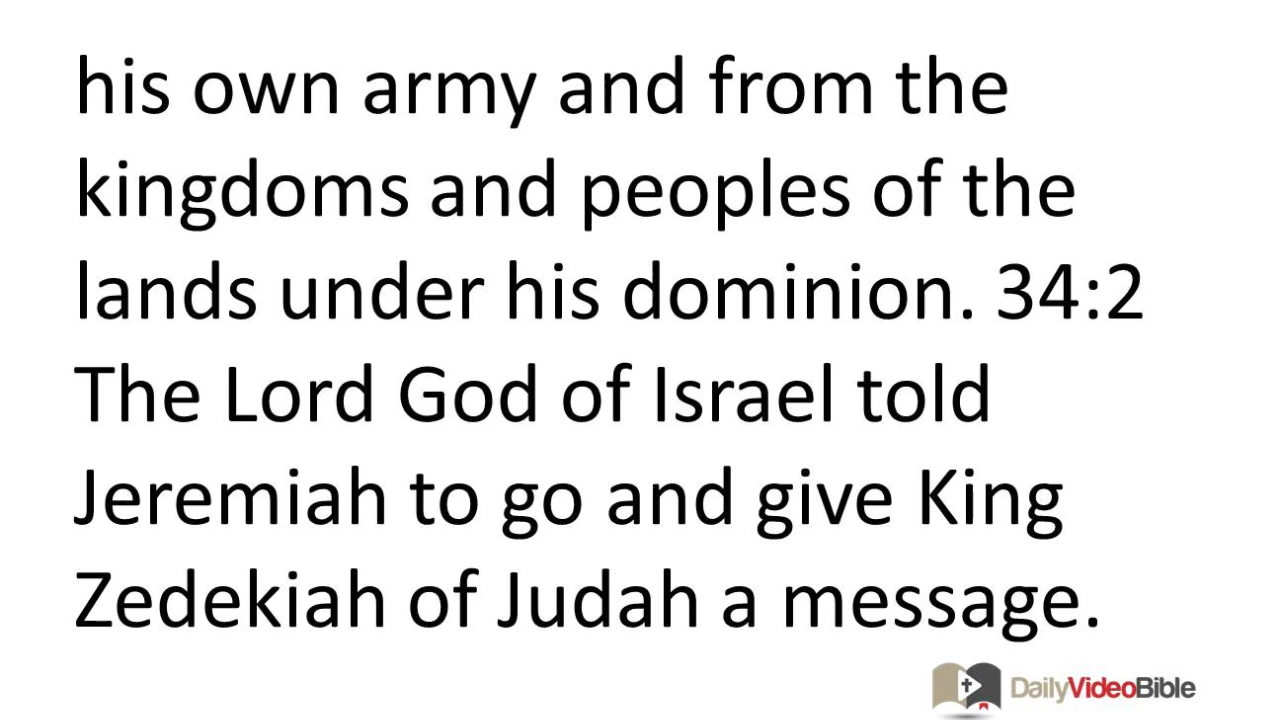 his own army and from the
kingdoms and peoples of the
lands under his dominion. 34:2
The Lord God of Israel told
Jeremiah to go and give King
Zedekiah of Judah a message.
DailyVideoBible